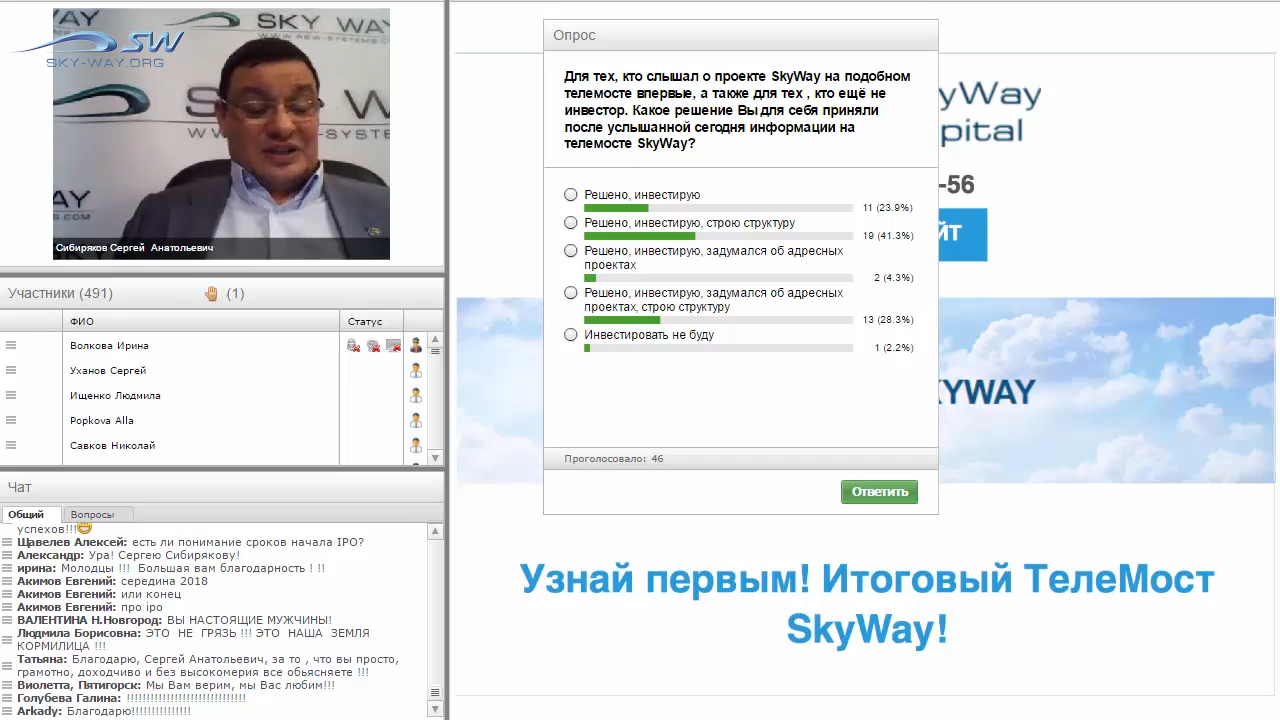 WAY
SKY WAY
WWW.RSW-SYSTEMS.COM
SW
SKY-WAY.ORG
SKY
WAY
Сибиряков Сергей Анатольевич
Участники (491)
(1)
ФИО Статус
Волкова Ирина
Уханов Сергей
Ищенко Людмила
Popkova Alla
Савков Николай
Чат
Общий Вопросы
успехов!!!
Щавелев Алексей: есть ли понимание сроков начала IPO?
Александр: Ура! Сергею Сибирякову!
ирина: Молодцы !!! Большая вам благодарность ! !!
Акимов Евгений: середина 2018
Акимов Евгений: или конец
Акимов Евгений: про ipo
ВАЛЕНТИНА Н.Новгород: ВЫ НАСТОЯЩИЕ МУЖЧИНЫ!
Людмила Борисовна: ЭТО НЕ ГРЯЗЬ !!! ЭТО НАША ЗЕМЛЯ
КОРМИЛИЦА !!!
Татьяна: Благодарю, Сергей Анатольевич, за то , что вы просто,
грамотно, доходчиво и без высокомерия все обьясняете !!!
Виолетта, Пятигорск: Мы Вам верим, мы Вас любим!!!
Голубева Галина: !!!!!!!!!!!!!!!!!!!!!!!!!!!!!!
Arkady: Благодарю!!!!!!!!!!!!!!!
Опрос
Для тех, кто слышал о проекте SkyWay на подобном
телемосте впервые, а также для тех , кто ещё не
инвестор. Какое решение Вы для себя приняли
после услышанной сегодня информации на
телемосте SkyWay?
Решено, инвестирую
11 (23.9%)
Решено, инвестирую, строю структуру
19 (41.3%)
Решено, инвестирую, задумался об адресных
проектах
2 (4.3%)
Решено, инвестирую, задумался об адресных
проектах, строю структуру
13 (28.3%)
Инвестировать не буду
1 (2.2%)
Проголосовало: 46
Ответить
yWay
pital
-56
йт
KYWAY
Узнай первым! Итоговый ТелеМост
SkyWay!